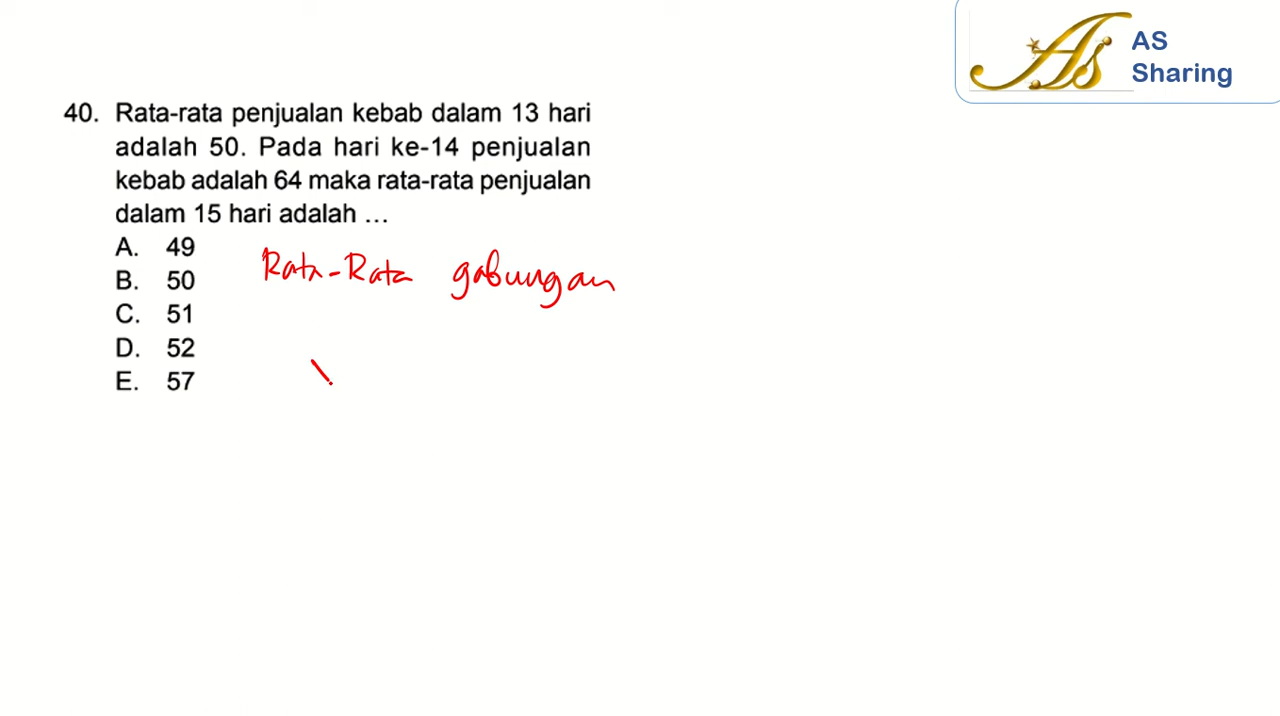 AS
Sharing
40. Rata-rata penjualan kebab dalam 13 hari
adalah 50. Pada hari ke-14 penjualan
kebab adalah 64 maka rata-rata penjualan
dalam 15 hari adalah ...
A. 49
B. 50
C. 51
D. 52
E. 57
Rata-Rata gabungan